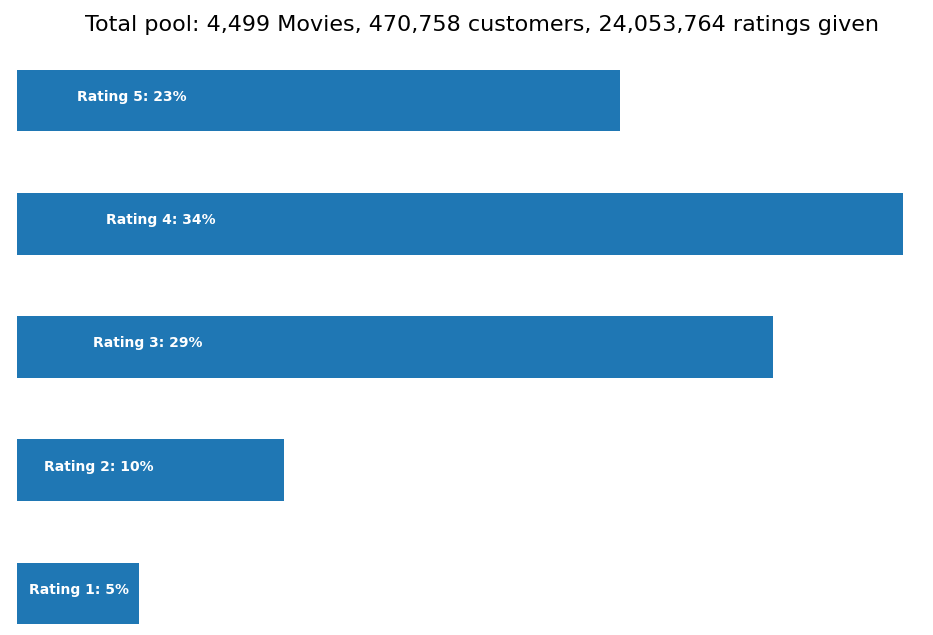 Total pool: 4,499 Movies, 470,758 customers, 24,053,764 ratings given
Rating 5: 23%
Rating 4: 34%
Rating 3: 29%
Rating 2: 10%
Rating 1: 5%